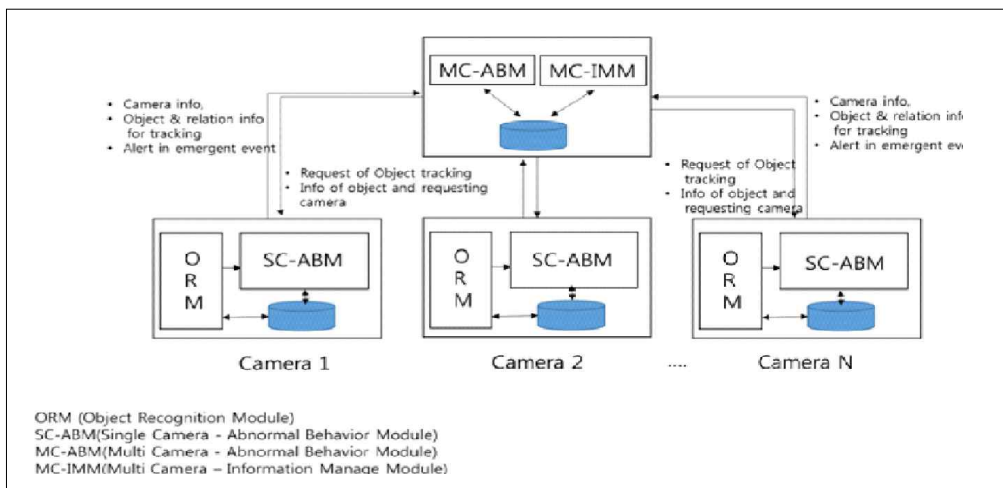 MC-ABM
MC-IMM
• Camera info,
• Object & relation info
for tracking
• Alert in emergent event
• Camera info,
• Object & relation info
for tracking
• Alert in emergent eve
• Request of Object tracking
• Info of object and requesting
camera
• Request of Object
tracking
• Info of object and
requesting camera
O
R
M
SC-ABM
O
R
M
SC-ABM
O
R
M
SC-ABM
Camera 1
Camera 2
....
Camera N
ORM (Object Recognition Module)
SC-ABM(Single Camera - Abnormal Behavior Module)
MC-ABM(Multi Camera - Abnormal Behavior Module)
MC-IMM(Multi Camera – Information Manage Module)